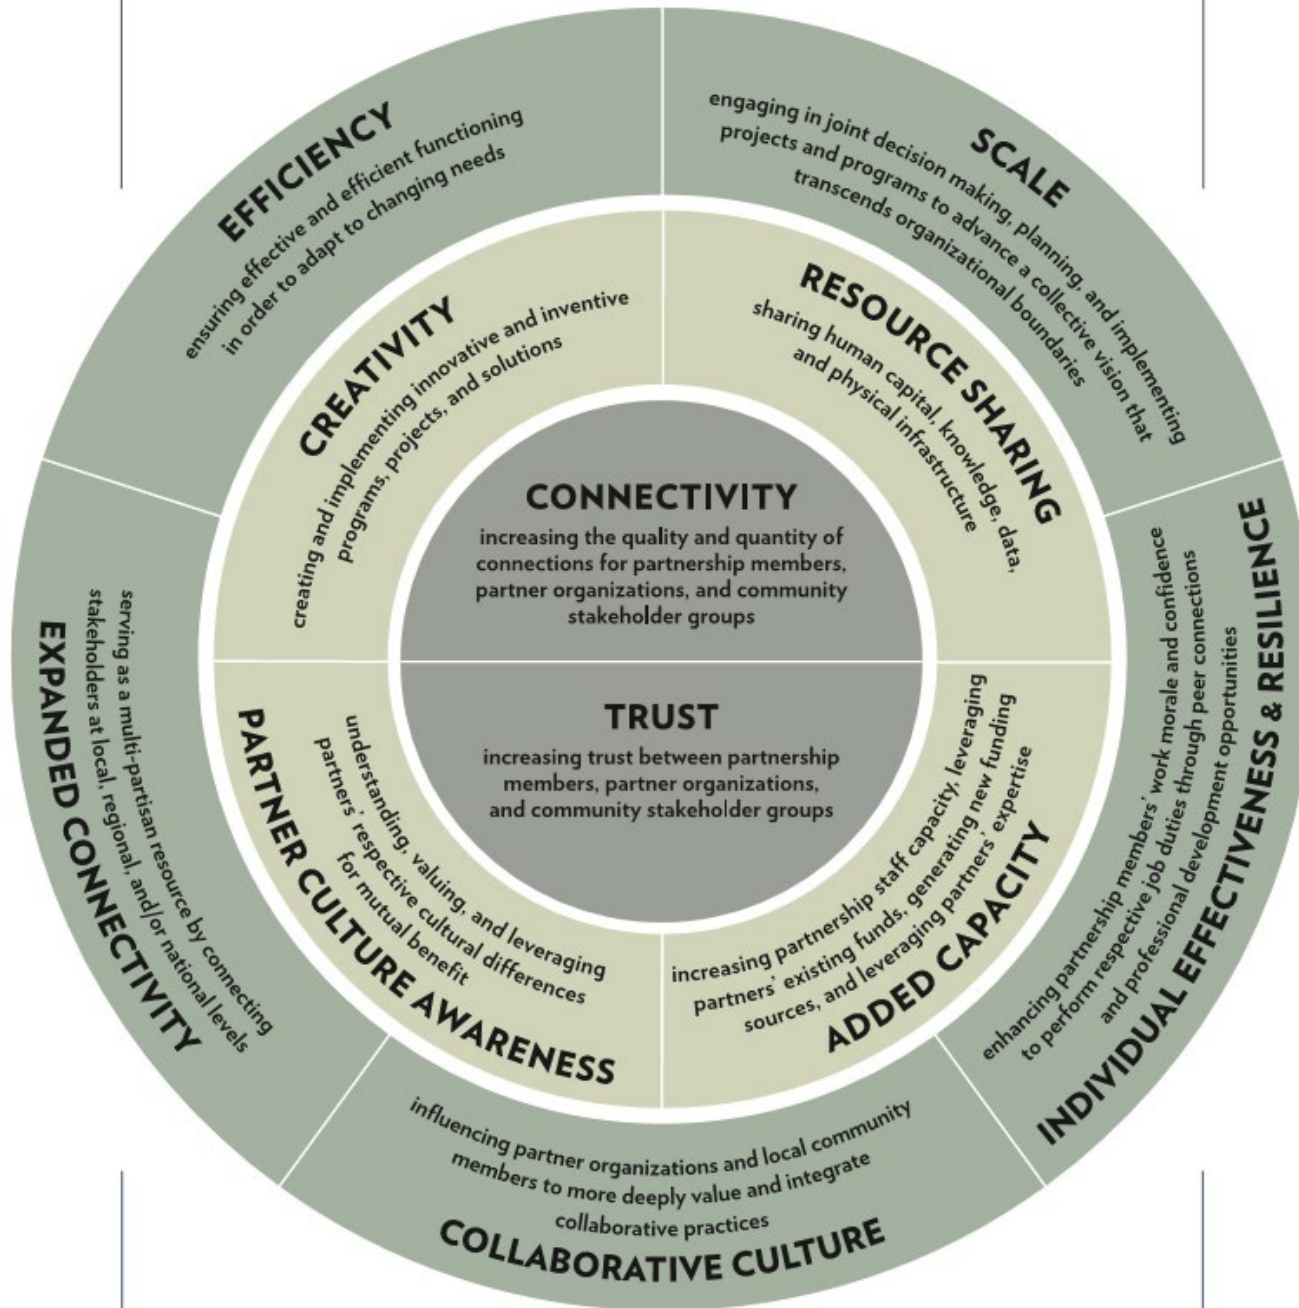 EFFICIENCY
ensuring effective and efficient functioning
in order to adapt to changing needs
SCALE
engaging in joint decision making, planning, and implementing
projects and programs to advance a collective vision that
transcends organizational boundaries
CREATIVITY
creating and implementing innovative and inventive
programs, projects, and solutions
RESOURCE SHARING
sharing human capital, knowledge, data,
and physical infrastructure
CONNECTIVITY
increasing the quality and quantity of
connections for partnership members,
partner organizations, and community
stakeholder groups
TRUST
increasing trust between partnership
members, partner organizations,
and community stakeholder groups
EXPANDED CONNECTIVITY
serving as a multi-partisan resource by connecting
stakeholders at local, regional, and/or national levels
PARTNER CULTURE AWARENESS
understanding, valuing, and leveraging
partners' respective cultural differences
for mutual benefit
increasing partnership staff capacity, leveraging
partners' existing funds, generating new funding
sources, and leveraging partners' expertise
ADDED CAPACITY
enhancing partnership members' work morale and confidence
to perform respective job duties through peer connections
and professional development opportunities
INDIVIDUAL EFFECTIVENESS & RESILIENCE
influencing partner organizations and local community
members to more deeply value and integrate
collaborative practices
COLLABORATIVE CULTURE